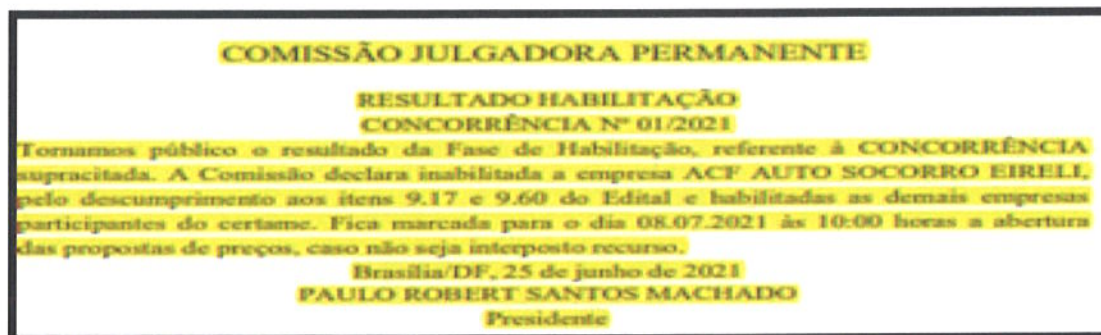 COMISSÃO JULGADORA PERMANENTE
RESULTADO HABILITAÇÃO
CONCORRÊNCIA Nº 01/2021
Tornamos público o resultado da Fase de Habilitação, referente à CONCORRÊNCIA
supracitada. A Comissão declara inabilitada a empresa ACF AUTO SOCORRO EIRELI,
pelo descumprimento aos itens 9.17 e 9.60 do Edital e habilitadas as demais empresas
participantes do certame. Fica marcada para o dia 08.07.2021 às 10:00 horas a abertura
das propostas de preços, caso não seja interposto recurso.
Brasília/DF, 25 de junho de 2021
PAULO ROBERT SANTOS MACHADO
Presidente